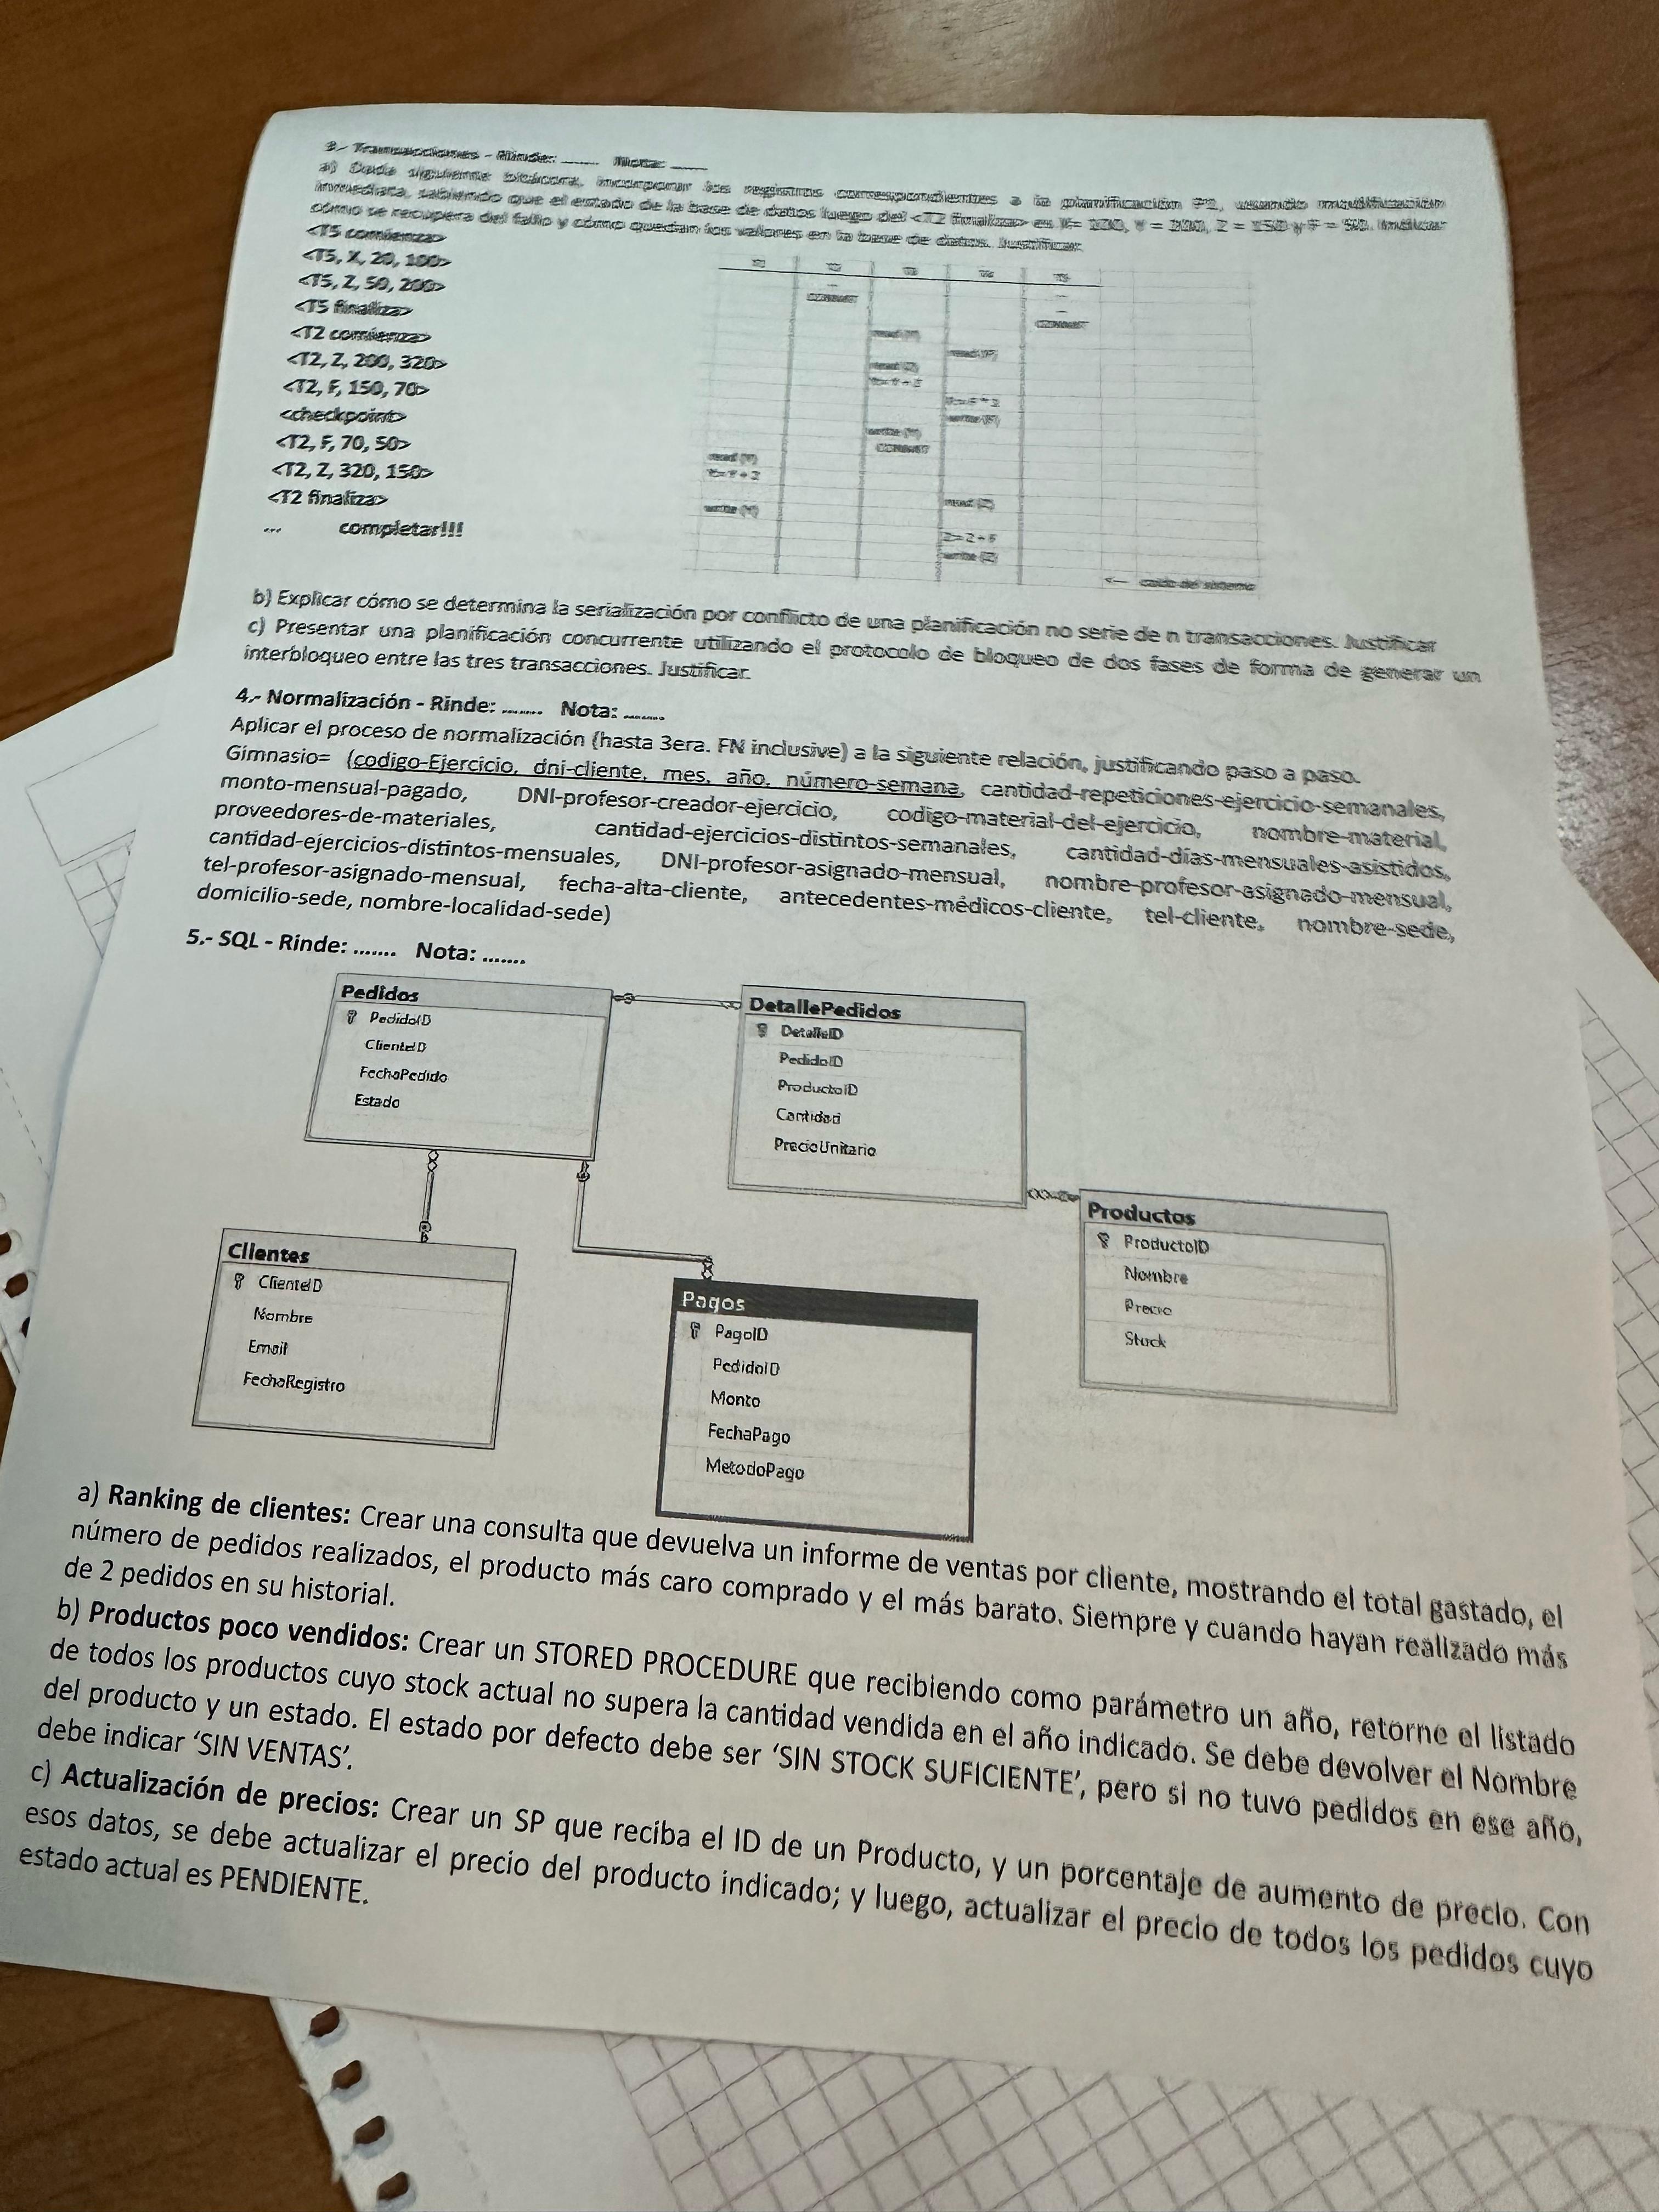 3.- Transacciones - Rinde: ....... Nota: .......
a) Dada siguiente bitácora, incorporar los registros correspondientes a la planificación P1, usando modificación
inmediata, sabiendo que el estado de la base de datos luego del <T2 finaliza> es Z = 150 y F = 50. Indicar
cómo se recupera del fallo y cómo quedan los valores en la base de datos. Justificar.
<T5 comienza>
<T5, X, 20, 100>
<T5, Z, 50, 200>
<T5 finaliza>
<T2 comienza>
<T2, Z, 200, 320>
<T2, F, 150, 70>
<checkpoint>
<T2, F, 70, 50>
<T2, Z, 320, 150>
<T2 finaliza>
... completar!!!
T1 T2 T3 T4 T5
COMMIT
COMMIT
read (Y)
read (F)
read (Z)
write (F)
write (Y)
COMMIT
read (Y)
read (Z)
write (Y)
Z=Z+F
write (Z)
<--- caída del sistema
b) Explicar cómo se determina la serialización por conflicto de una planificación no serie de n transacciones. Justificar
c) Presentar una planificación concurrente utilizando el protocolo de bloqueo de dos fases de forma de generar un
interbloqueo entre las tres transacciones. Justificar.
4.- Normalización - Rinde: ....... Nota: .......
Aplicar el proceso de normalización (hasta 3era. FN inclusive) a la siguiente relación, justificando paso a paso.
Gimnasio= (codigo-Ejercicio, dni-cliente, mes, año, número-semana, cantidad-repeticiones-ejercicio-semanales,
monto-mensual-pagado, DNI-profesor-creador-ejercicio, codigo-material-del-ejercicio, nombre-material,
proveedores-de-materiales, cantidad-ejercicios-distintos-semanales, cantidad-días-mensuales-asistidos,
cantidad-ejercicios-distintos-mensuales, DNI-profesor-asignado-mensual, nombre-profesor-asignado-mensual,
tel-profesor-asignado-mensual, fecha-alta-cliente, antecedentes-médicos-cliente, tel-cliente, nombre-sede,
domicilio-sede, nombre-localidad-sede)
5.- SQL - Rinde: ....... Nota: .......
Pedidos
PedidoID
ClienteID
FechaPedido
Estado
DetallePedidos
DetalleID
PedidoID
ProductoID
Cantidad
PrecioUnitario
Productos
ProductoID
Nombre
Precio
Stock
Clientes
ClienteID
Nombre
Email
FechaRegistro
Pagos
PagoID
PedidoID
Monto
FechaPago
MetodoPago
a) Ranking de clientes: Crear una consulta que devuelva un informe de ventas por cliente, mostrando el total gastado, el
número de pedidos realizados, el producto más caro comprado y el más barato. Siempre y cuando hayan realizado más
de 2 pedidos en su historial.
b) Productos poco vendidos: Crear un STORED PROCEDURE que recibiendo como parámetro un año, retorne el listado
de todos los productos cuyo stock actual no supera la cantidad vendida en el año indicado. Se debe devolver el Nombre
del producto y un estado. El estado por defecto debe ser ‘SIN STOCK SUFICIENTE’, pero si no tuvo pedidos en ese año,
debe indicar ‘SIN VENTAS’.
c) Actualización de precios: Crear un SP que reciba el ID de un Producto, y un porcentaje de aumento de precio. Con
esos datos, se debe actualizar el precio del producto indicado; y luego, actualizar el precio de todos los pedidos cuyo
estado actual es PENDIENTE.